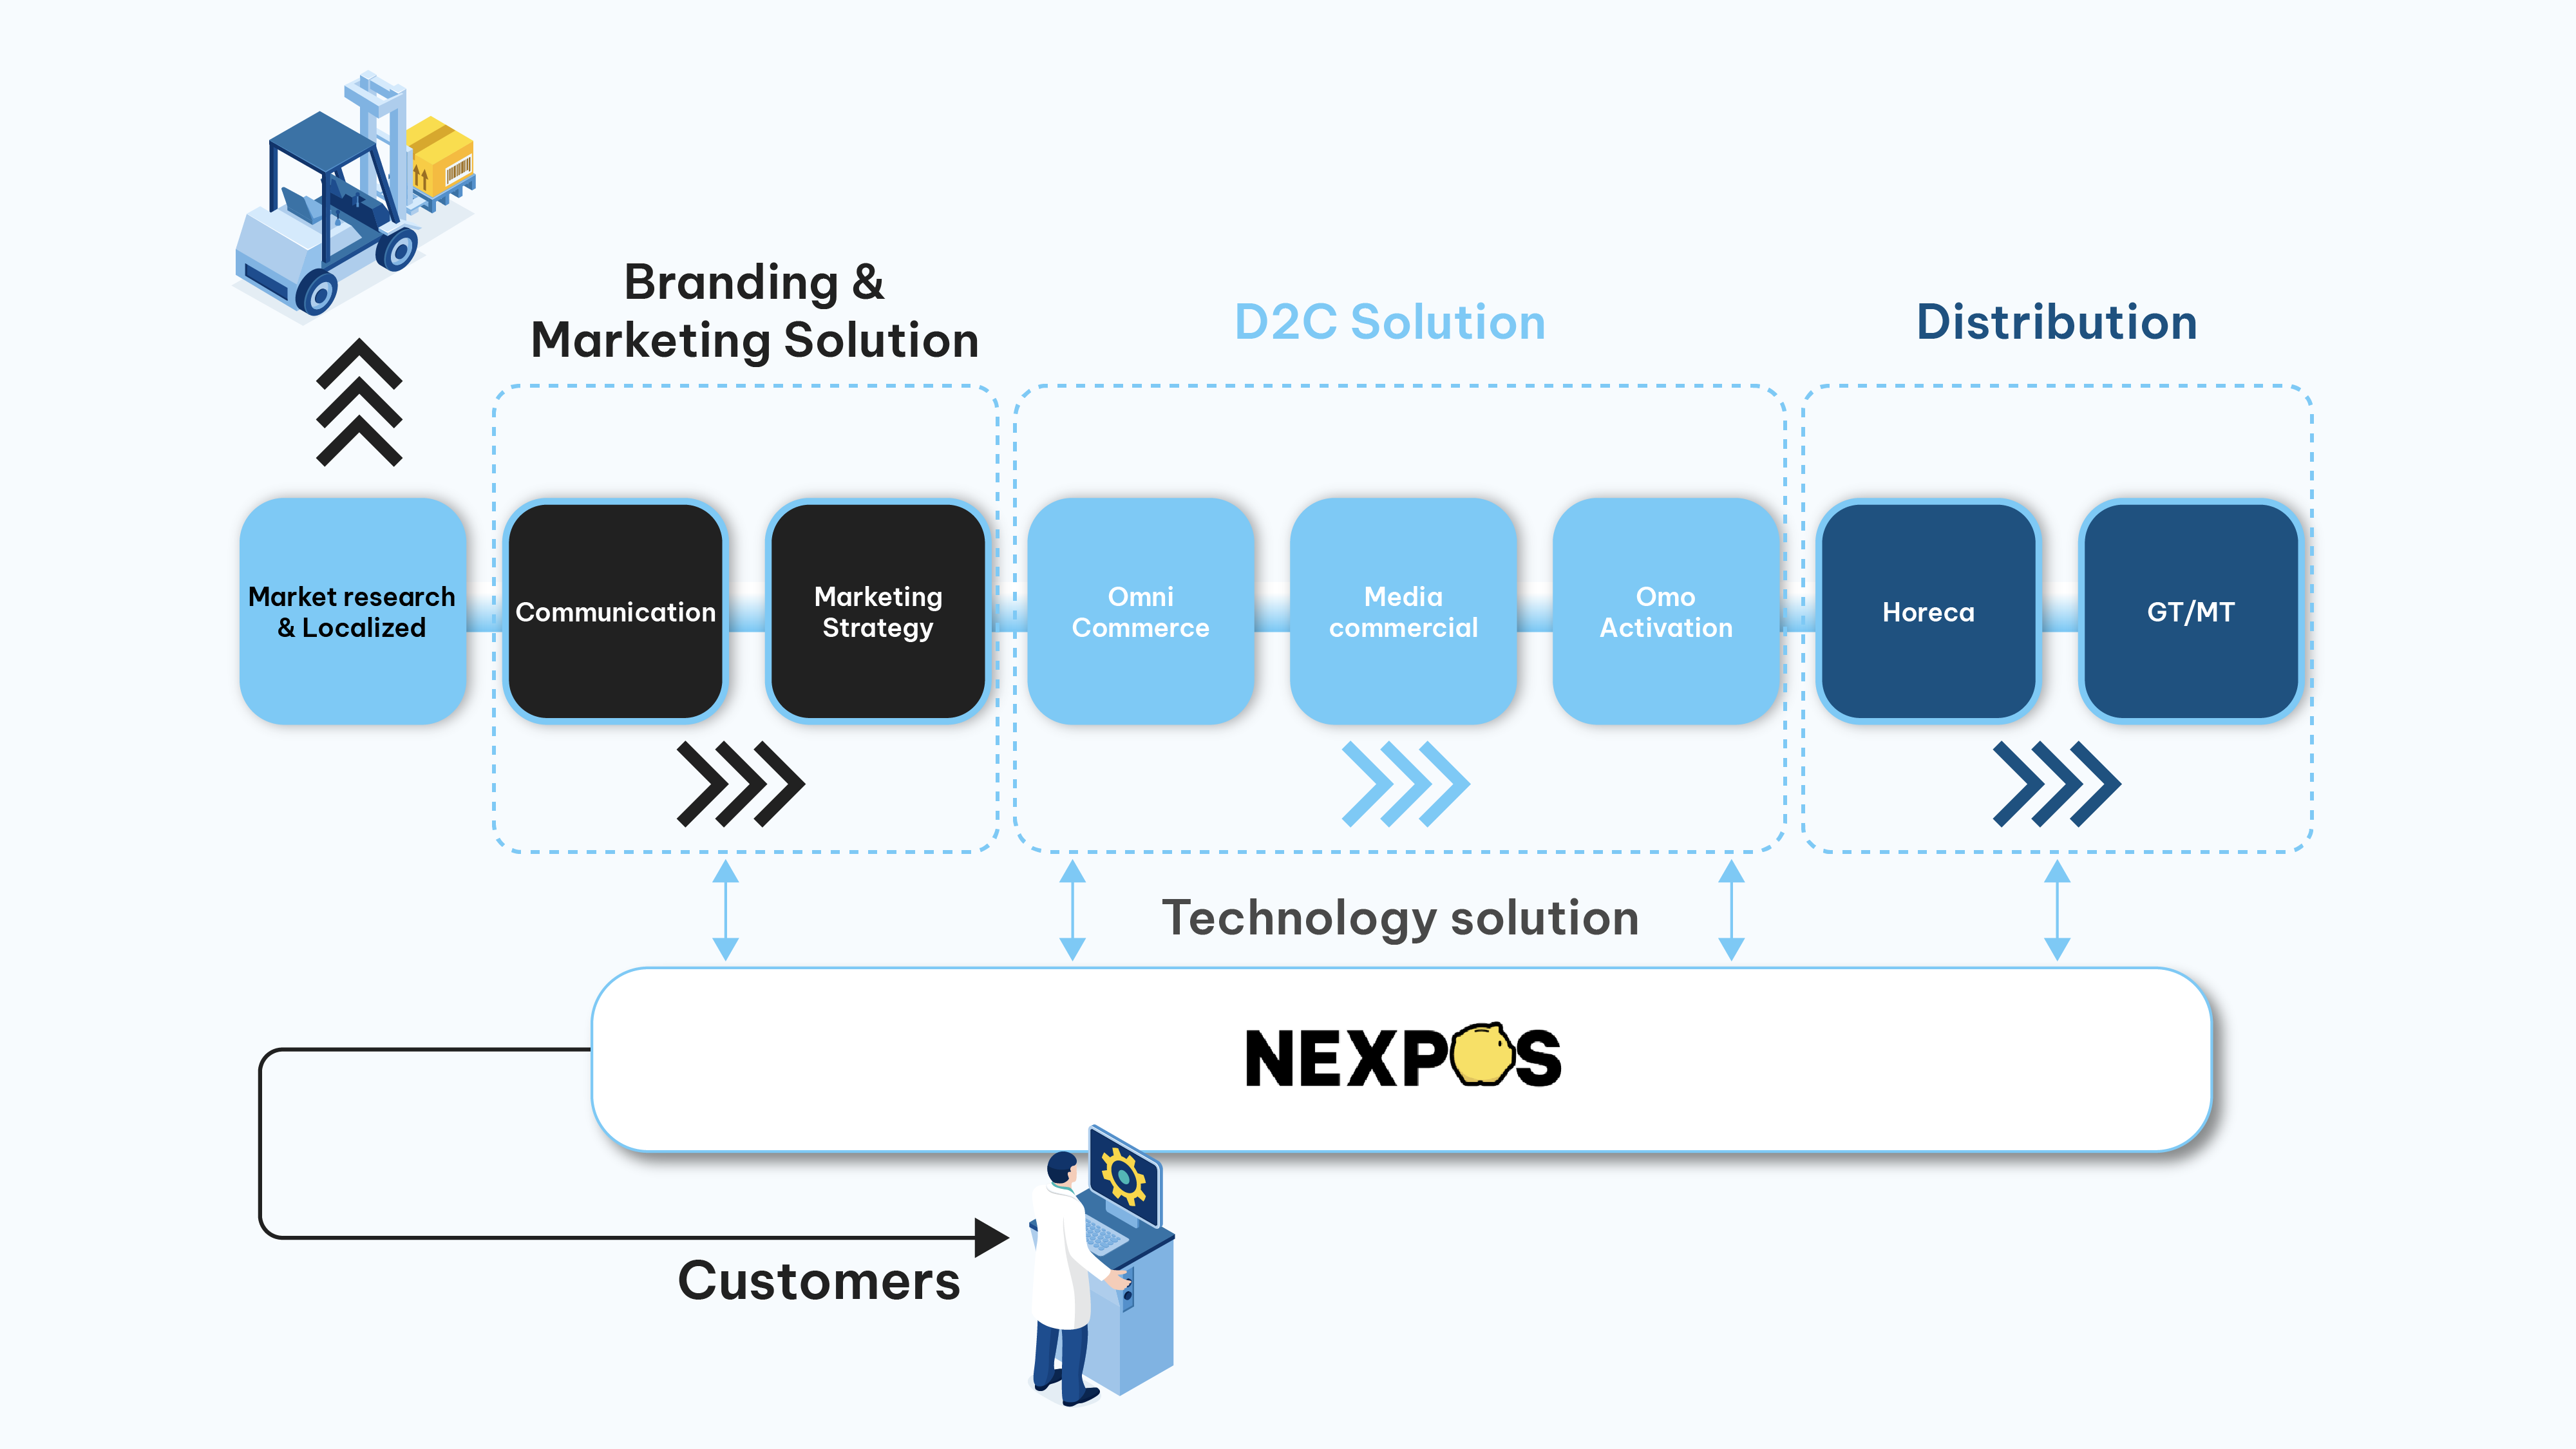 Branding &
Marketing Solution
D2C Solution
Distribution
Market research
& Localized
Communication
Marketing
Strategy
Omni
Commerce
Media
commercial
Omo
Activation
Horeca
GT/MT
Technology solution
NEXPOS
Customers